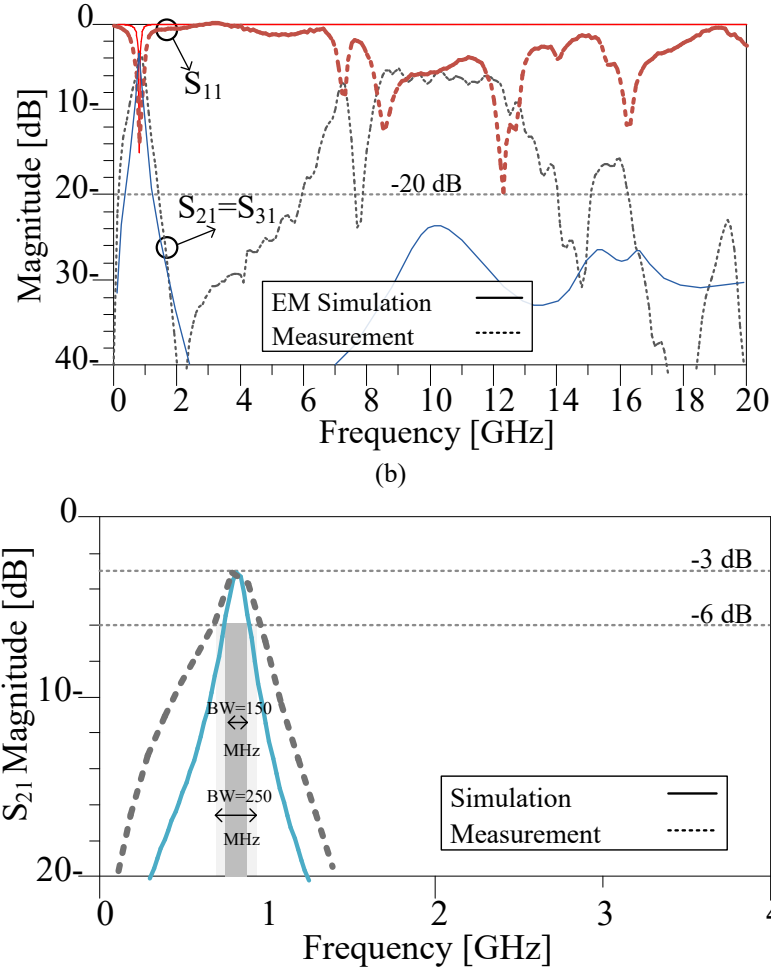 0
10-
20-
30-
40-
Magnitude [dB]
S11
-20 dB
S21=S31
EM Simulation
Measurement
0 2 4 6 8 10 12 14 16 18 20
Frequency [GHz]
(b)
0
10-
20-
S21 Magnitude [dB]
-3 dB
-6 dB
BW=150
MHz
BW=250
MHz
Simulation
Measurement
0 1 2 3 4
Frequency [GHz]